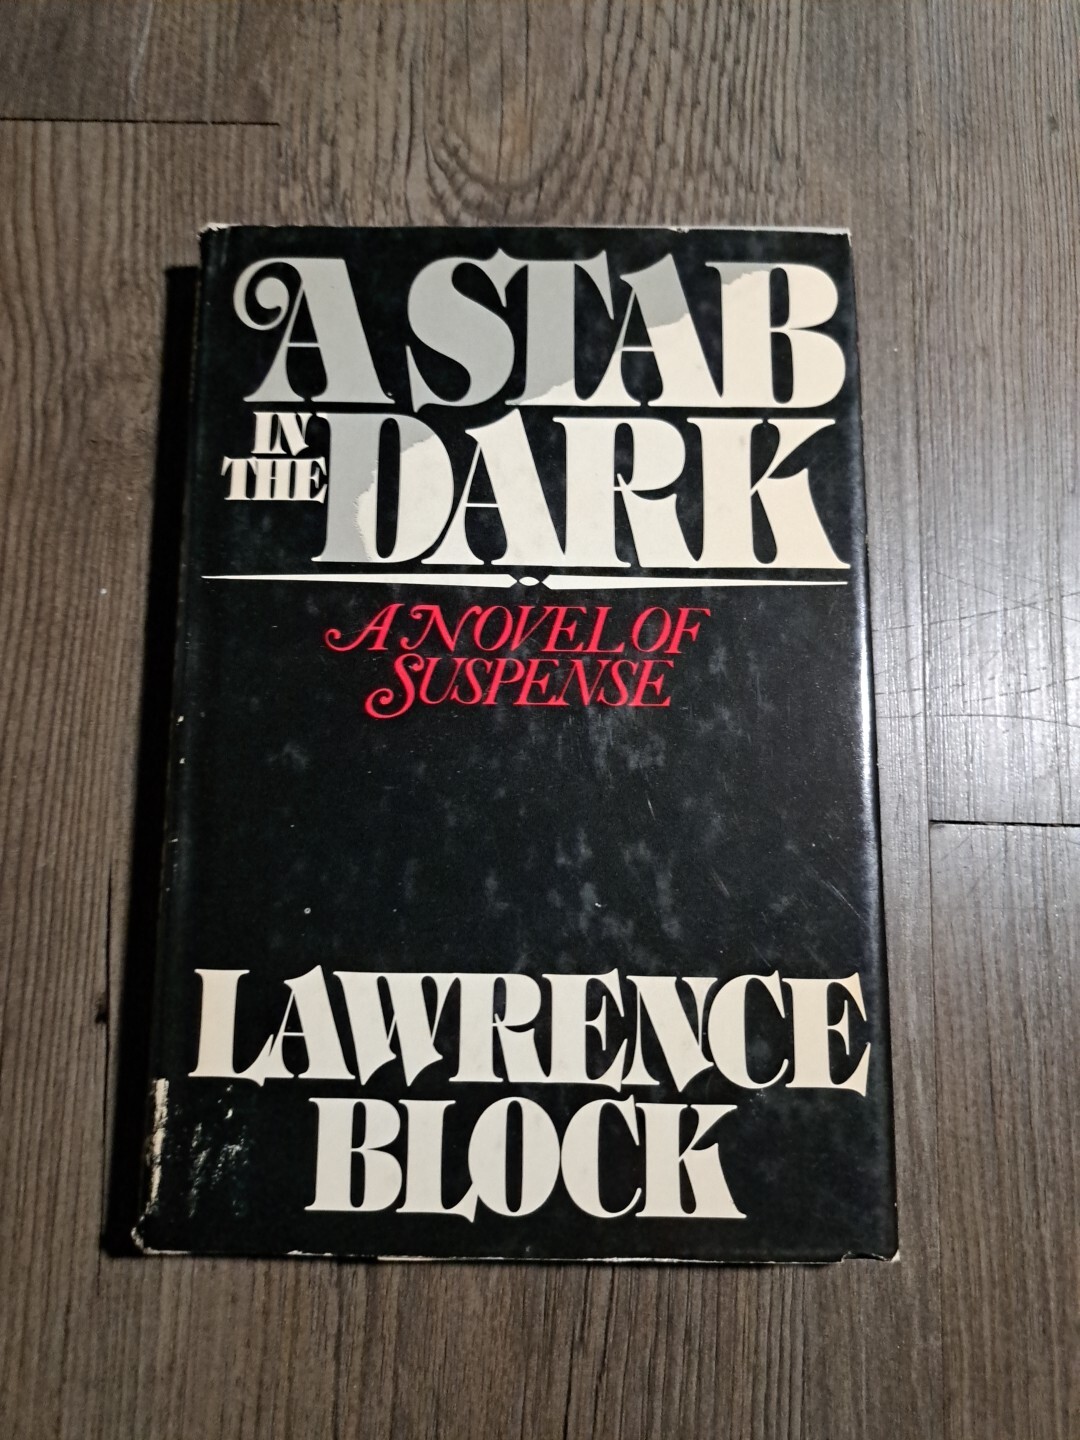 A STAB
IN THE DARK
A NOVEL OF
SUSPENSE
LAWRENCE
BLOCK